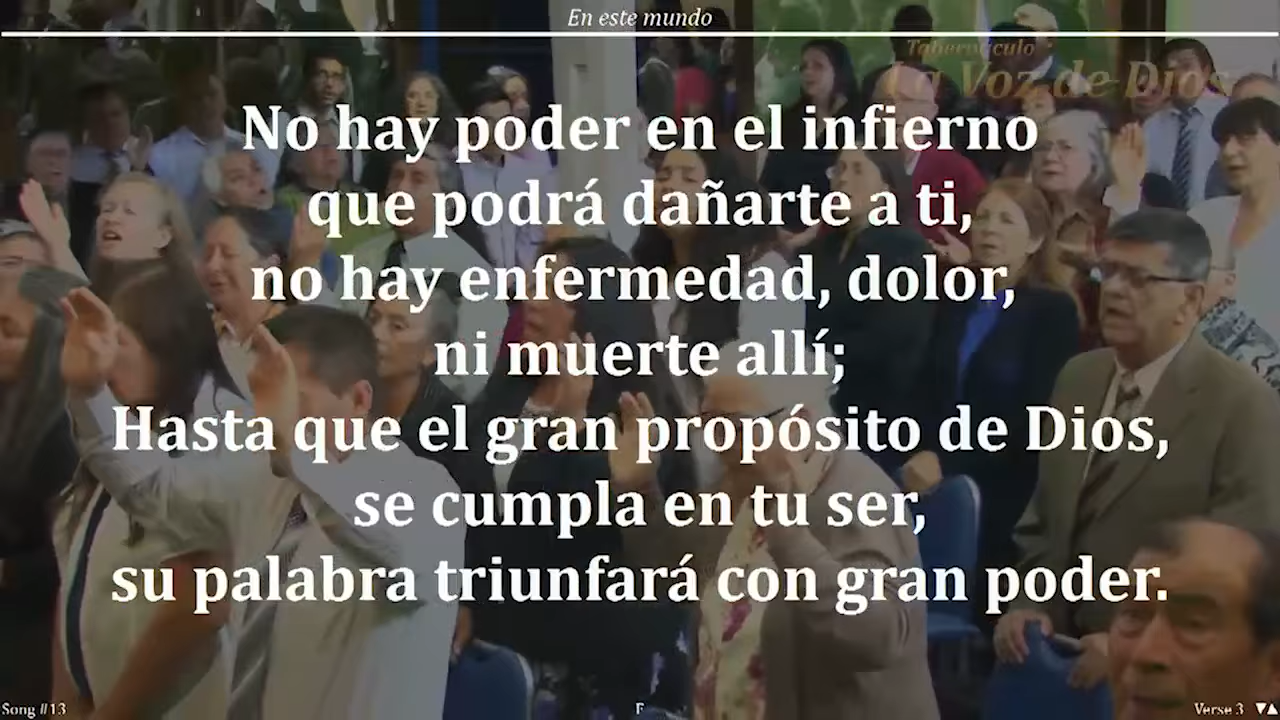 En este mundo
Tabernáculo
La Voz de Dios
No hay poder en el infierno
que podrá dañarte a ti,
no hay enfermedad, dolor,
ni muerte allí;
Hasta que el gran propósito de Dios,
se cumpla en tu ser,
su palabra triunfará con gran poder.
Song #13
F
Verse 3 ▼▲